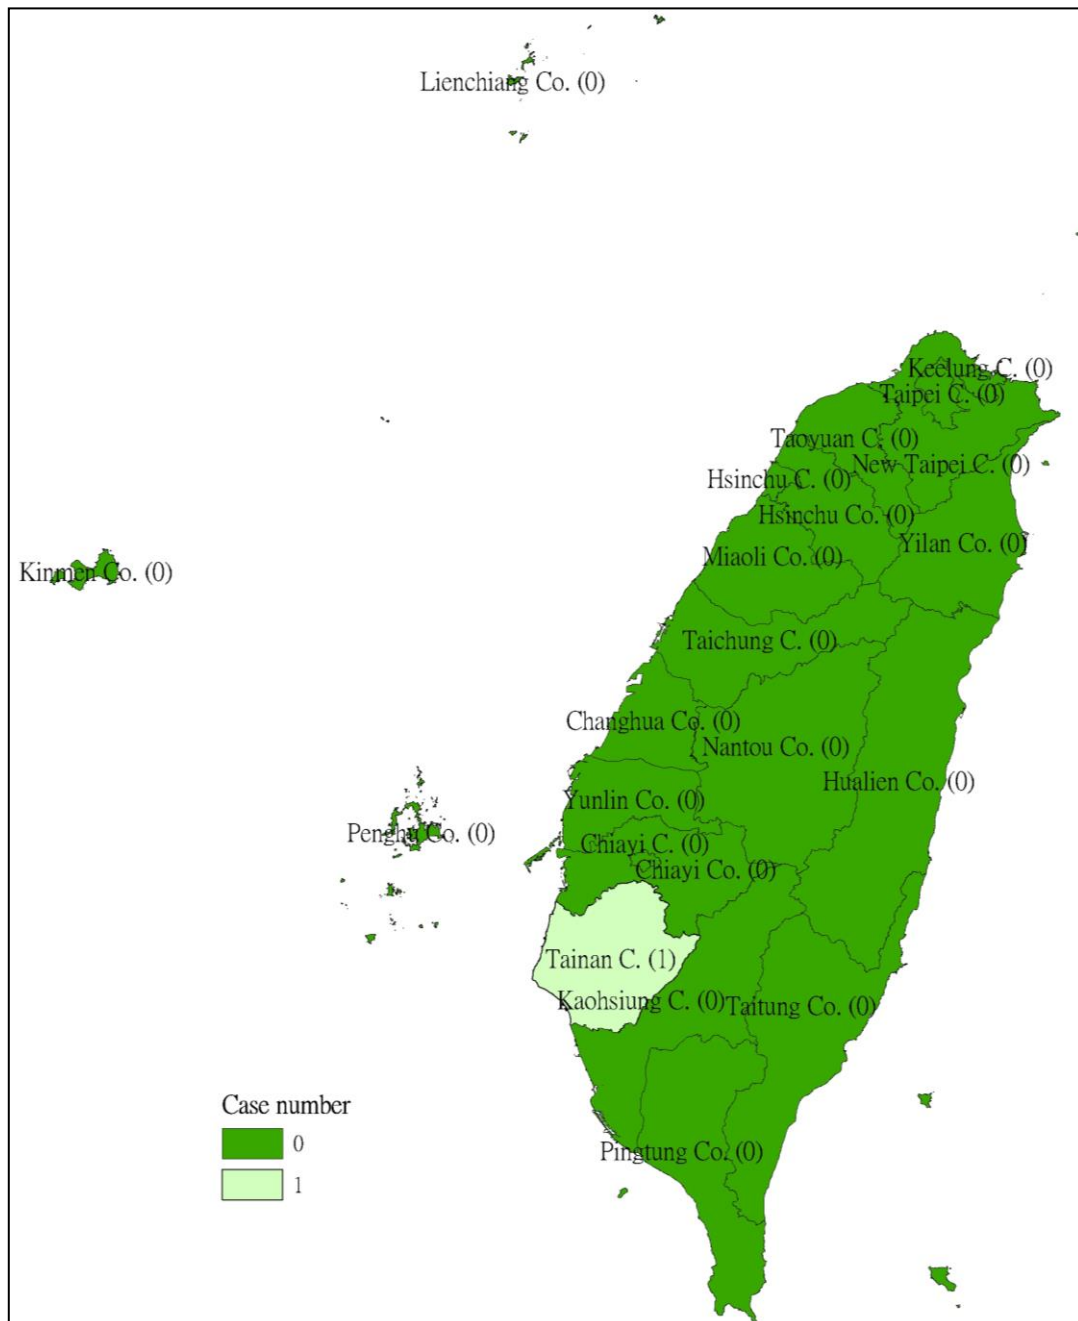 Lienchiang Co. (0)
Keelung C. (0)
Taipei C. (0)
Taoyuan C. (0)
New Taipei C. (0)
Hsinchu C. (0)
Hsinchu Co. (0)
Yilan Co. (0)
Miaoli Co. (0)
Kinmen Co. (0)
Taichung C. (0)
Changhua Co. (0)
Nantou Co. (0)
Hualien Co. (0)
Yunlin Co. (0)
Penghu Co. (0)
Chiayi C. (0)
Chiayi Co. (0)
Tainan C. (1)
Kaohsiung C. (0)
Taitung Co. (0)
Case number
0
1
Pingtung Co. (0)